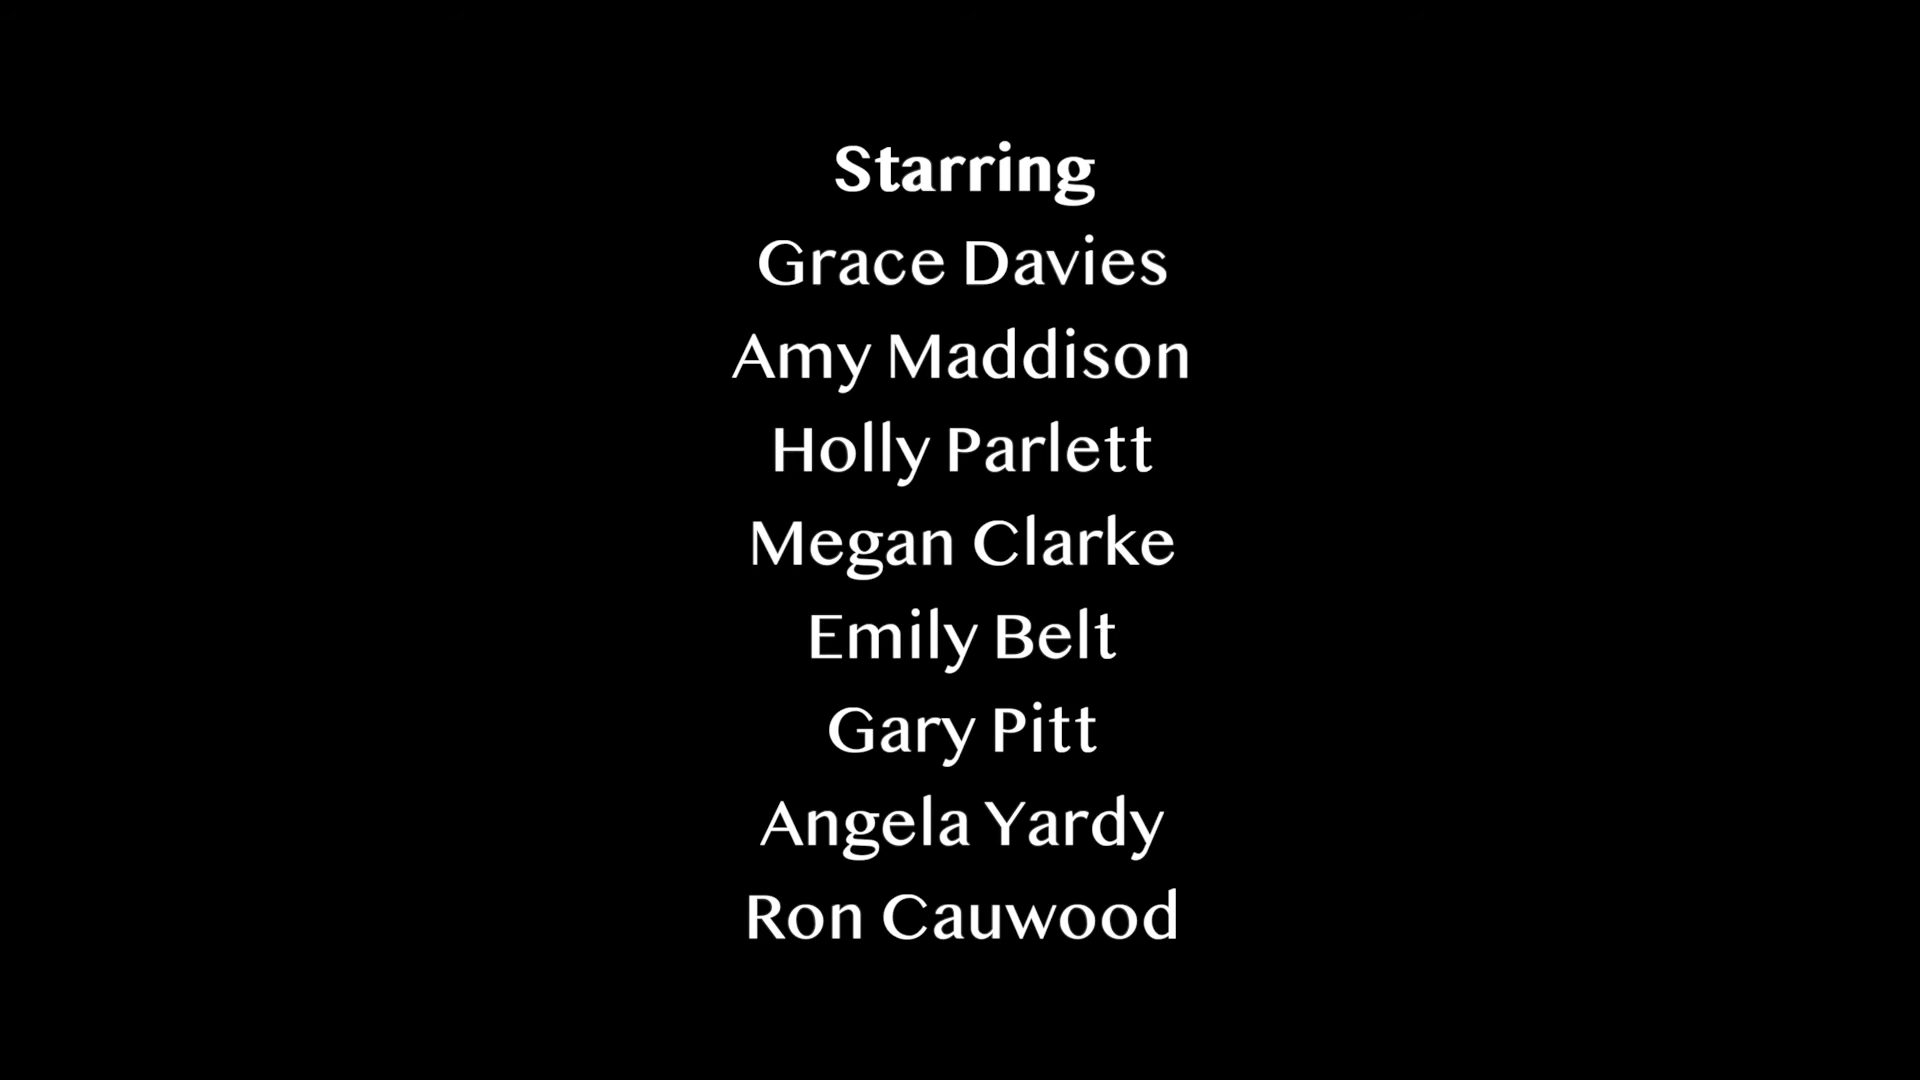 Starring
Grace Davies
Amy Maddison
Holly Parlett
Megan Clarke
Emily Belt
Gary Pitt
Angela Yardy
Ron Cauwood